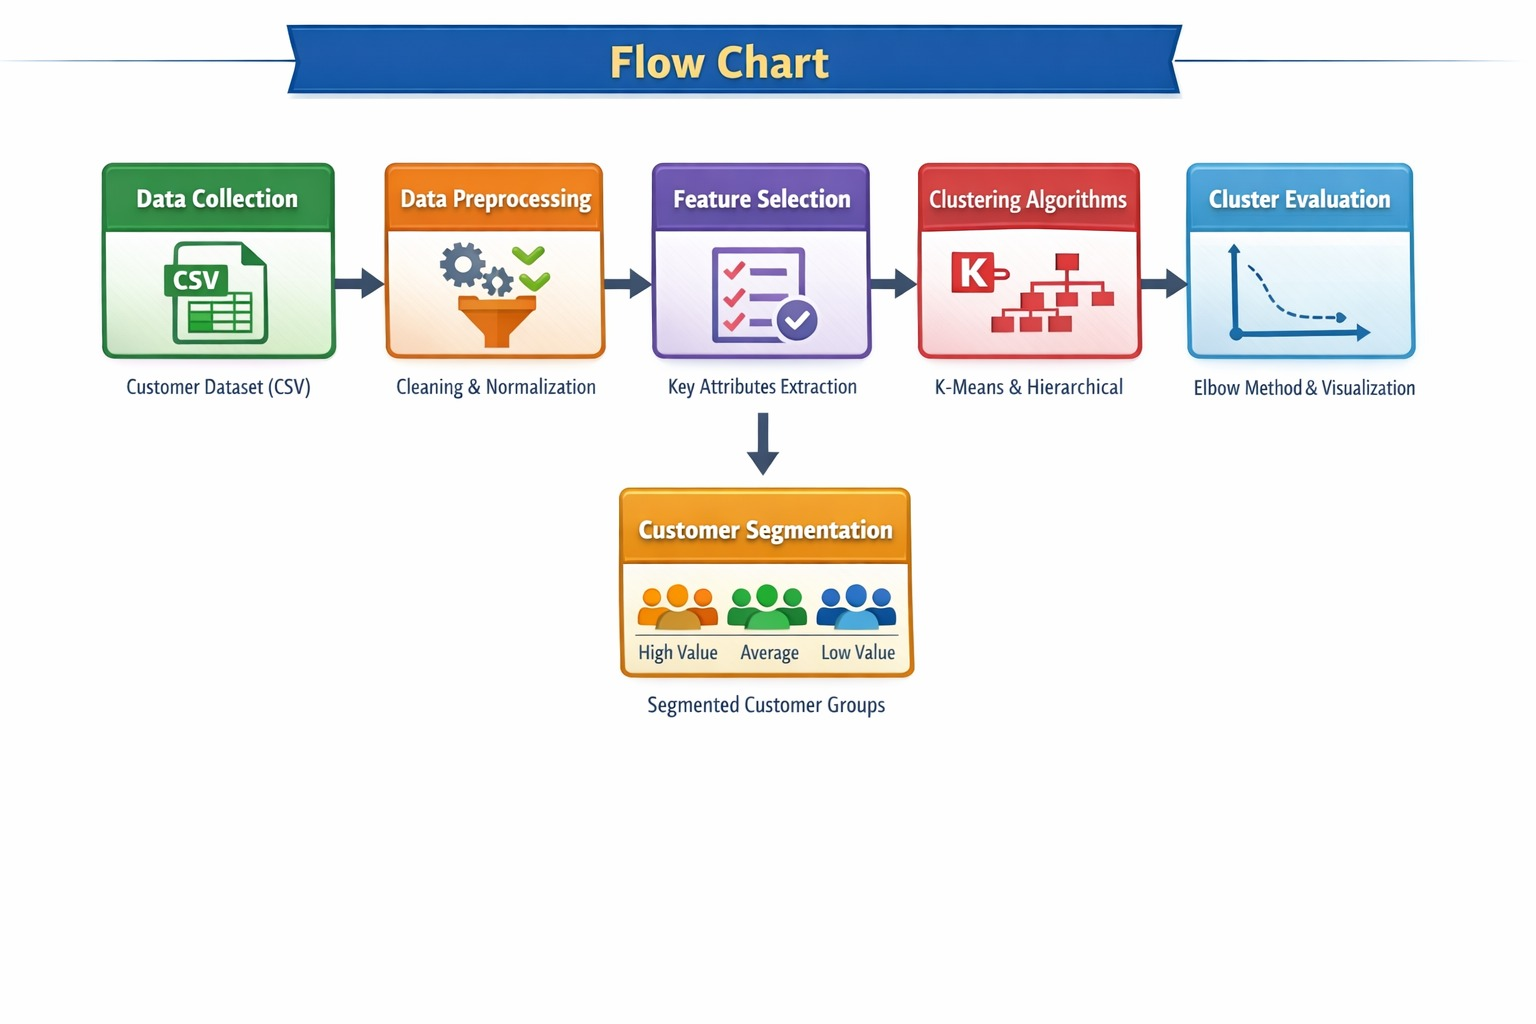 Flow Chart
Data Collection
CSV
Customer Dataset (CSV)
Data Preprocessing
Cleaning & Normalization
Feature Selection
Key Attributes Extraction
Clustering Algorithms
K
K-Means & Hierarchical
Cluster Evaluation
Elbow Method & Visualization
Customer Segmentation
High Value
Average
Low Value
Segmented Customer Groups